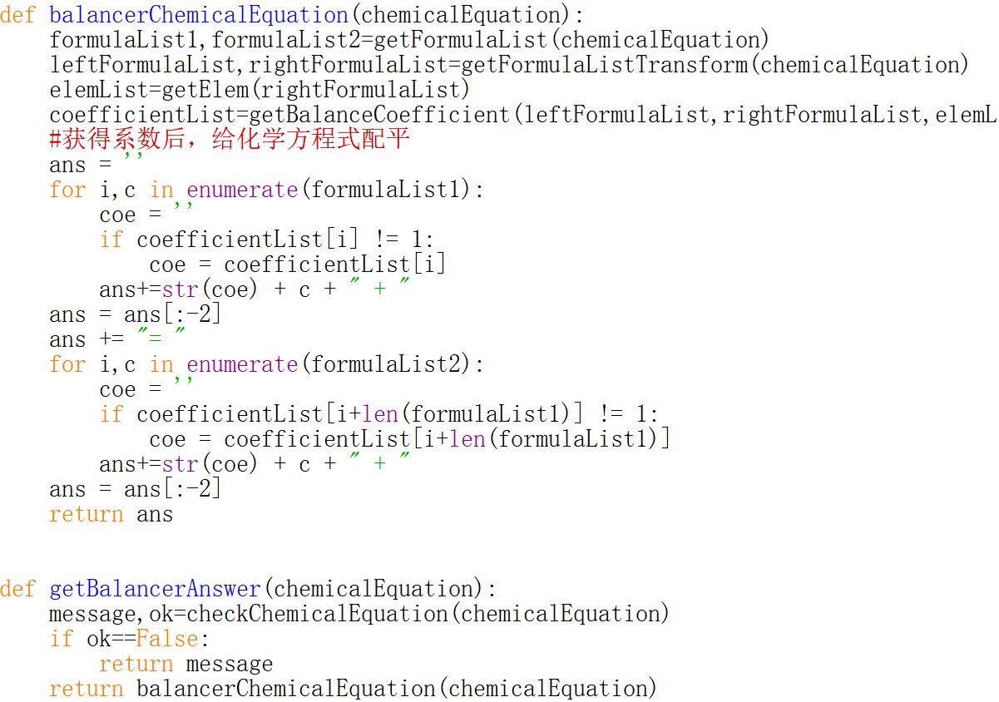 def balancerChemicalEquation(chemicalEquation):
    formulaList1,formulaList2=getFormulaList(chemicalEquation)
    leftFormulaList,rightFormulaList=getFormulaListTransform(chemicalEquation)
    elemList=getElem(rightFormulaList)
    coefficientList=getBalanceCoefficient(leftFormulaList,rightFormulaList,elemL
    #获得系数后，给化学方程式配平
    ans = ''
    for i,c in enumerate(formulaList1):
        coe = ''
        if coefficientList[i] != 1:
            coe = coefficientList[i]
        ans+=str(coe) + c + " + "
    ans = ans[:-2]
    ans += "= "
    for i,c in enumerate(formulaList2):
        coe = ''
        if coefficientList[i+len(formulaList1)] != 1:
            coe = coefficientList[i+len(formulaList1)]
        ans+=str(coe) + c + " + "
    ans = ans[:-2]
    return ans
def getBalancerAnswer(chemicalEquation):
    message,ok=checkChemicalEquation(chemicalEquation)
    if ok==False:
        return message
    return balancerChemicalEquation(chemicalEquation)